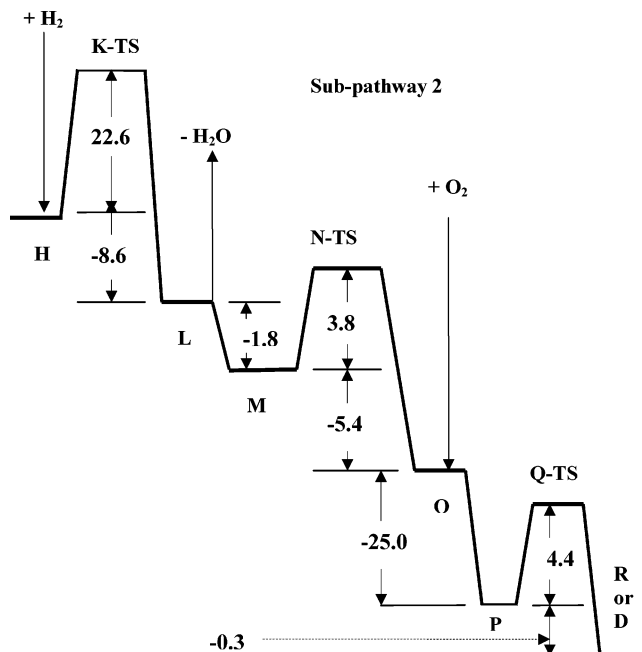 + H₂
K-TS
Sub-pathway 2
22.6
- H₂O
+ O₂
N-TS
H
-8.6
L
-1.8
3.8
M
-5.4
Q-TS
O
-25.0
4.4
R
or
D
P
-0.3